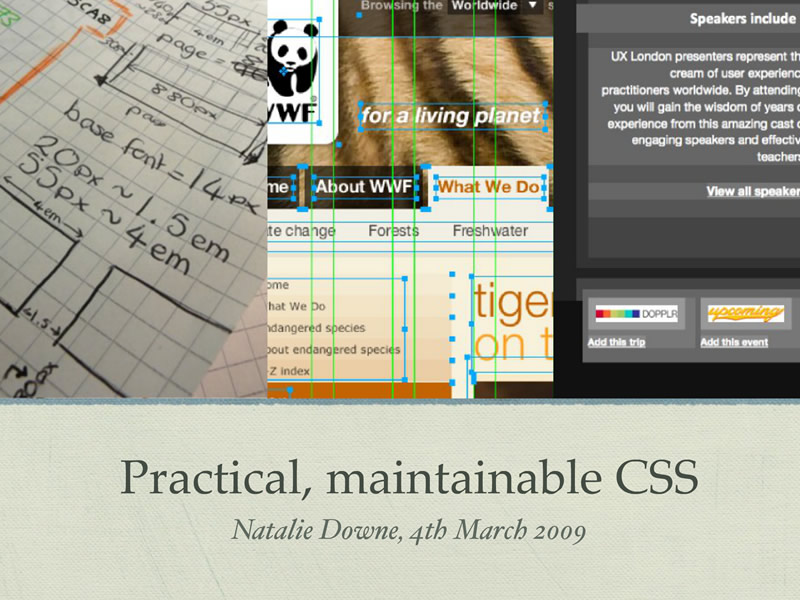 SCAB
55px
4em
page =
880px
page
base font = 14px
20px ~ 1.5em
55px ~ 4em
4em
Browsing the Worldwide
WWF
for a living planet
me About WWF What We Do
te change Forests Freshwater
ome
hat We Do
ndangered species
bout endangered species
-Z index
tiger
on t
Speakers include
UX London presenters represent th
cream of user experienc
practitioners worldwide. By attending
you will gain the wisdom of years o
experience from this amazing cast o
engaging speakers and effectiv
teachers
View all speaker
DOPPLR upcoming
Add this trip Add this event
Practical, maintainable CSS
Natalie Downe, 4th March 2009